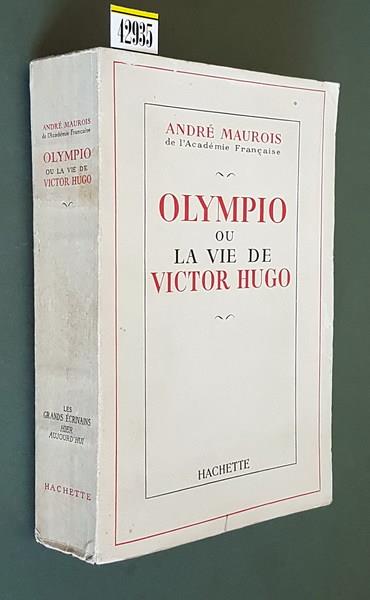 42935
ANDRÉ MAUROIS
de l'Académie Française
OLYMPIO
OU LA VIE DE
VICTOR HUGO
LES
GRANDS ÉCRIVAINS
HIER
AUJOURD'HUI
HACHETTE
ANDRÉ MAUROIS
de l'Académie Française
OLYMPIO
OU
LA VIE DE
VICTOR HUGO
HACHETTE